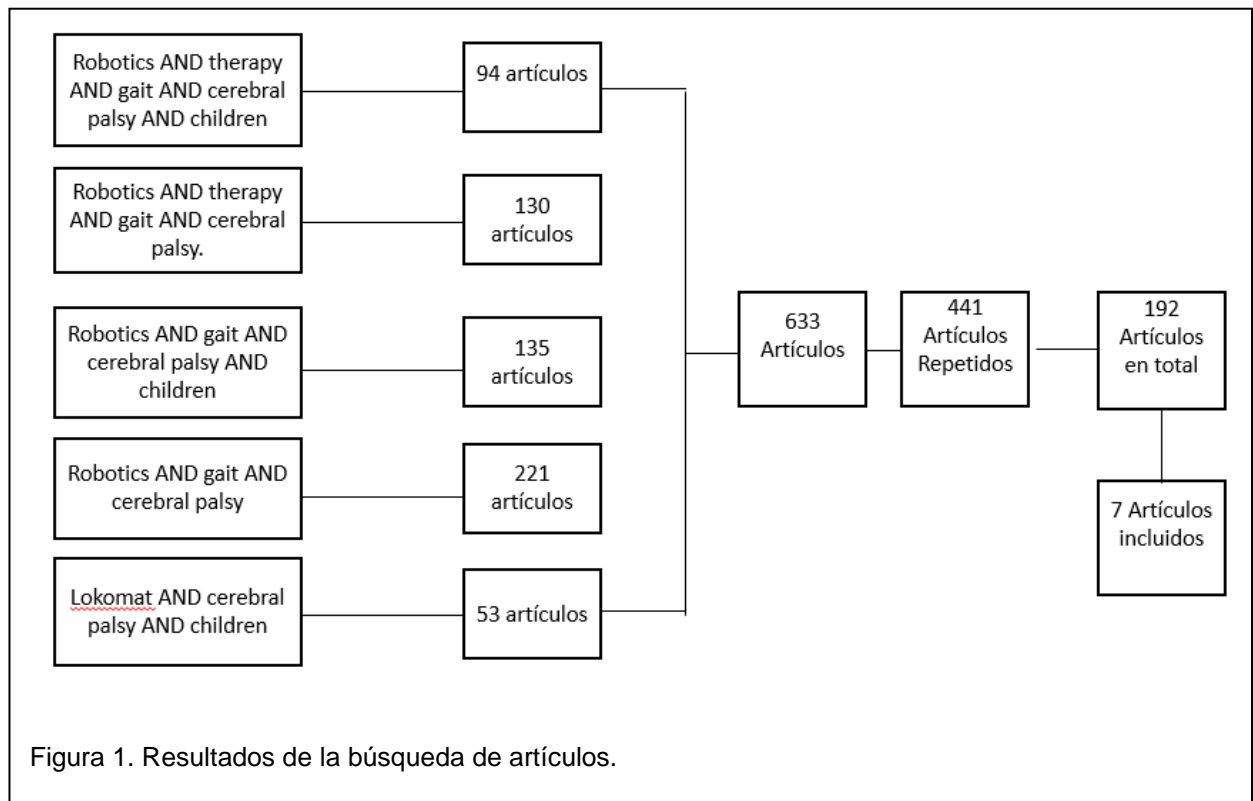 Robotics AND therapy
AND gait AND cerebral
palsy AND children
94 artículos
Robotics AND therapy
AND gait AND cerebral
palsy.
130
artículos
Robotics AND gait AND
cerebral palsy AND
children
135
artículos
Robotics AND gait AND
cerebral palsy
221
artículos
Lokomat AND cerebral
palsy AND children
53 artículos
633
Artículos
441
Artículos
Repetidos
192
Artículos
en total
7 Artículos
incluidos
Figura 1. Resultados de la búsqueda de artículos.